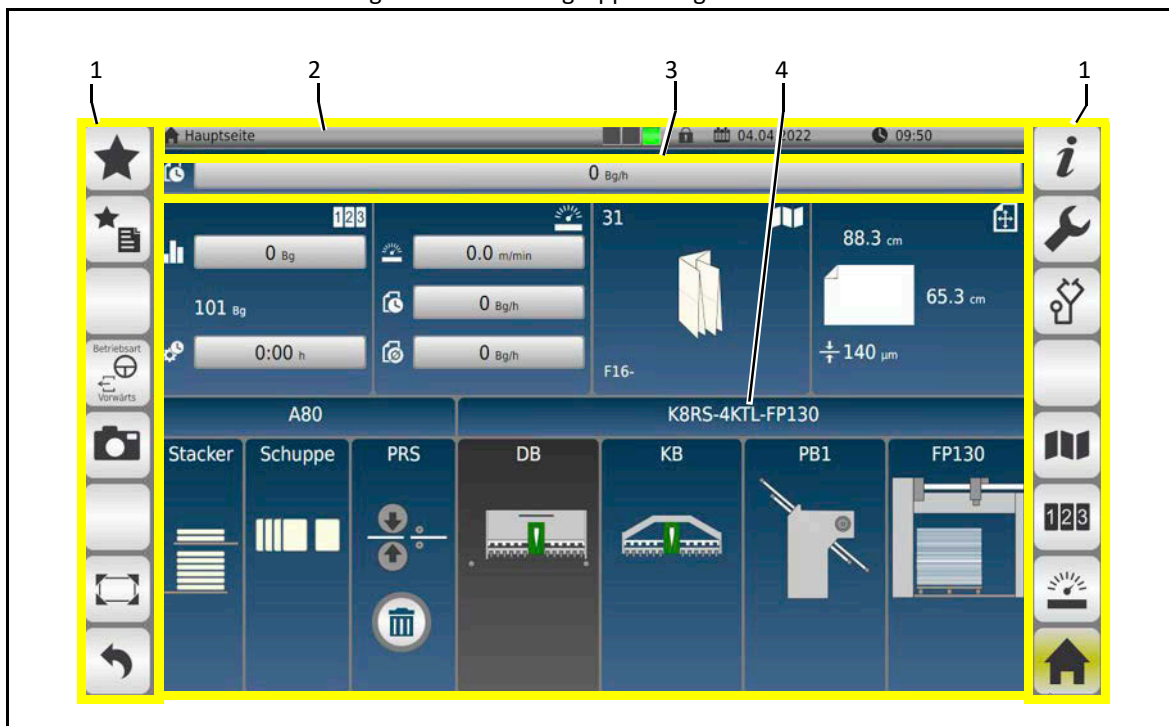 1
2
3
4
1
Hauptseite
04.04.2022
09:50
0 Bg/h
123
0 Bg
0.0 m/min
31
88.3 cm
101 Bg
0 Bg/h
65.3 cm
0:00 h
0 Bg/h
F16-
140 µm
Betriebsart
Vorwärts
A80
K8RS-4KTL-FP130
Stacker
Schuppe
PRS
DB
KB
PB1
FP130
123